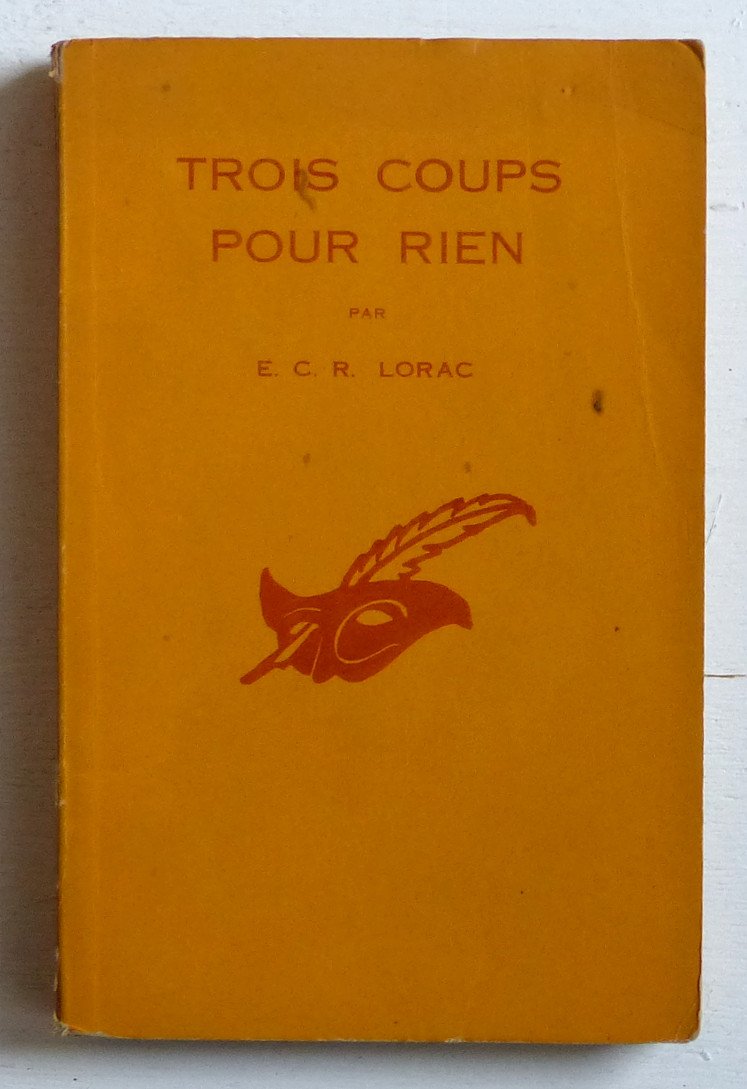 TROIS COUPS
POUR RIEN
PAR
E. C. R. LORAC